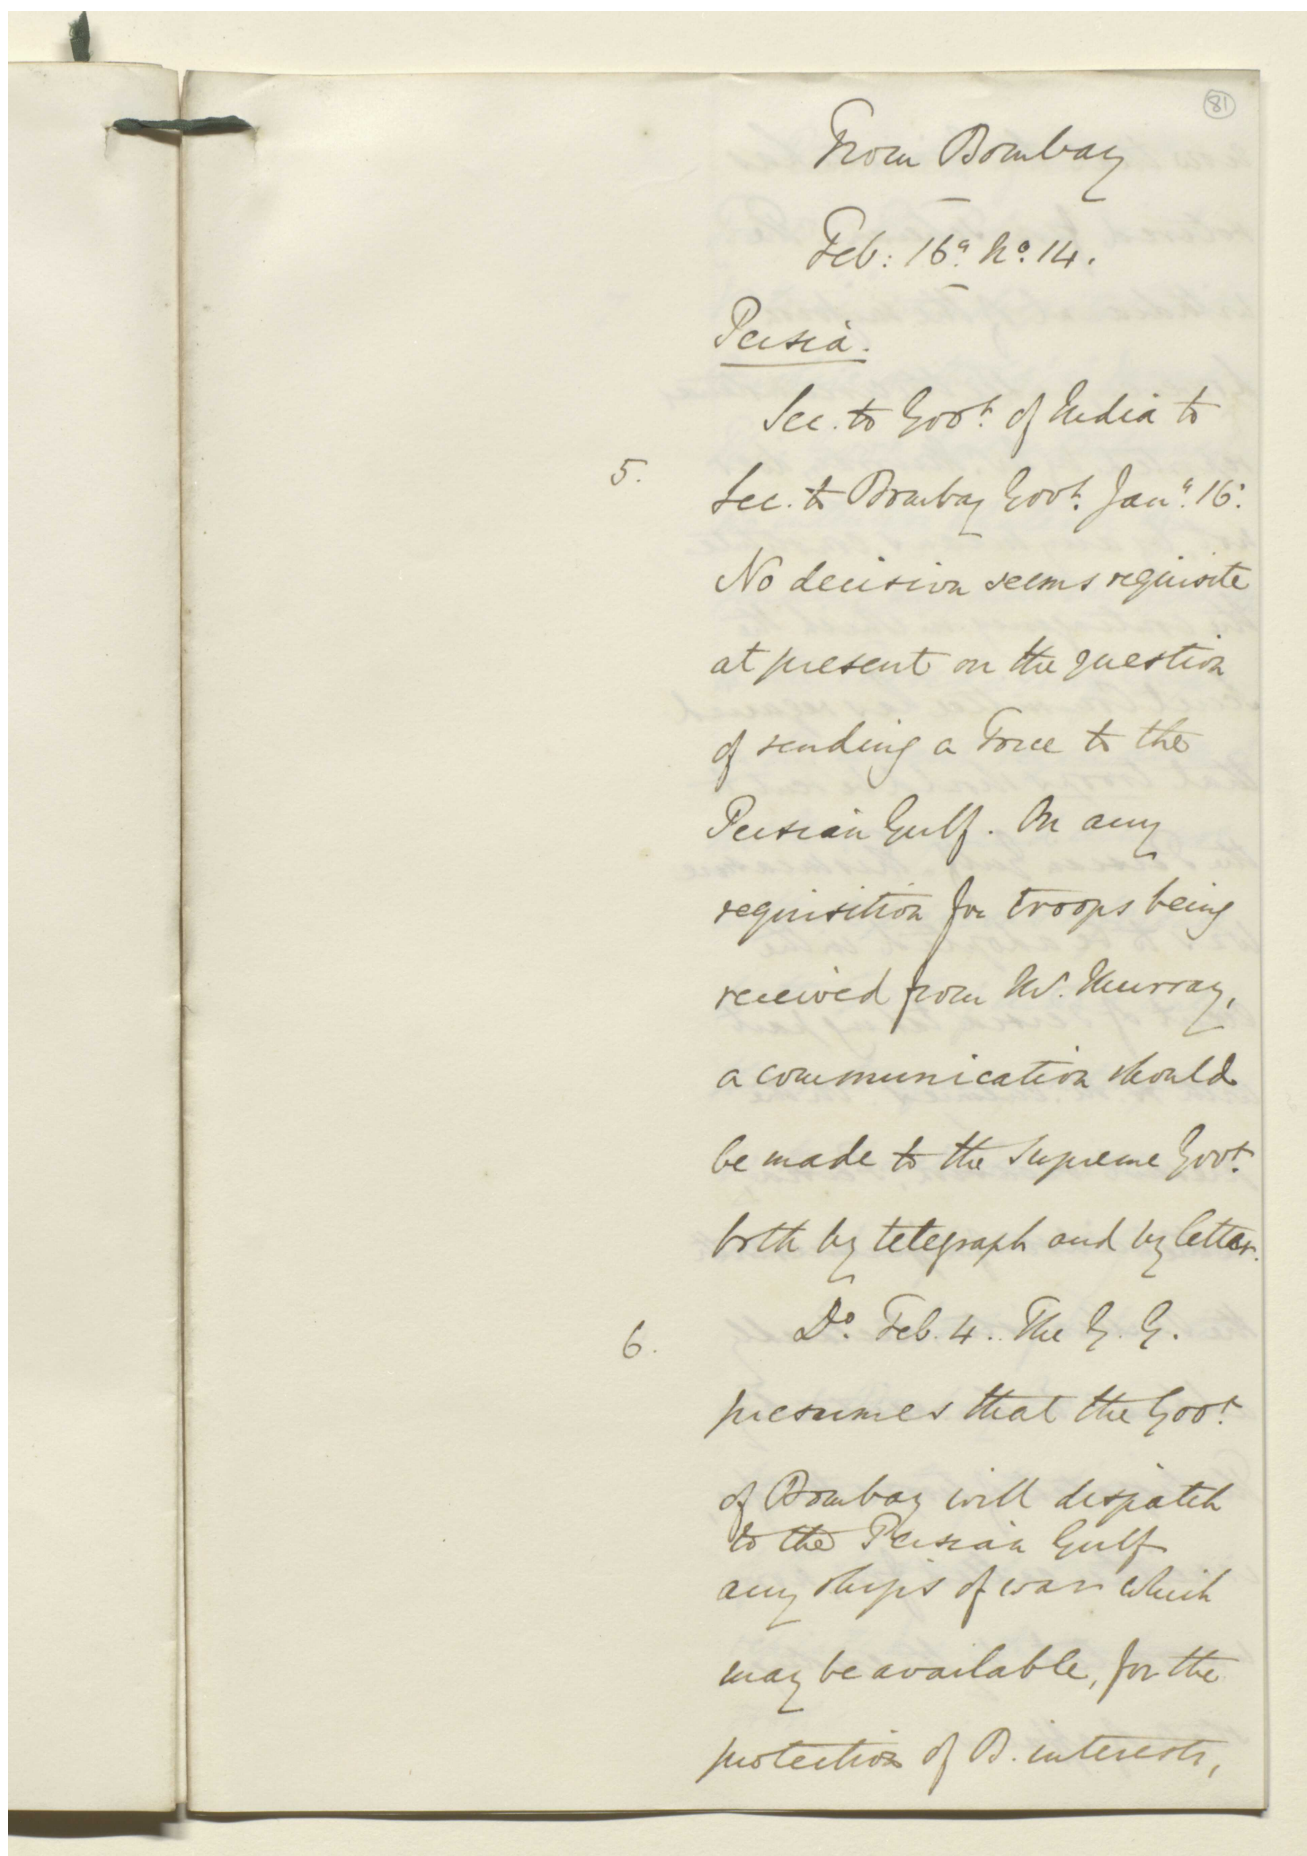 81
From Bombay
Feb: 16. No. 14.
Persia.
Sec. to Govt. of India to
5.
Sec. to Bombay Govt. Jany. 16.
No decision seems requisite
at present on the question
of sending a Force to the
Persian Gulf. On any
requisition for troops being
received from Mr. Murray,
a communication should
be made to the Supreme Govt.
both by telegraph and by letter.
6.
Do. Feb. 4. The G. G.
presumes that the Govt.
of Bombay will despatch
to the Persian Gulf
any ships of war which
may be available, for the
protection of B. interests,